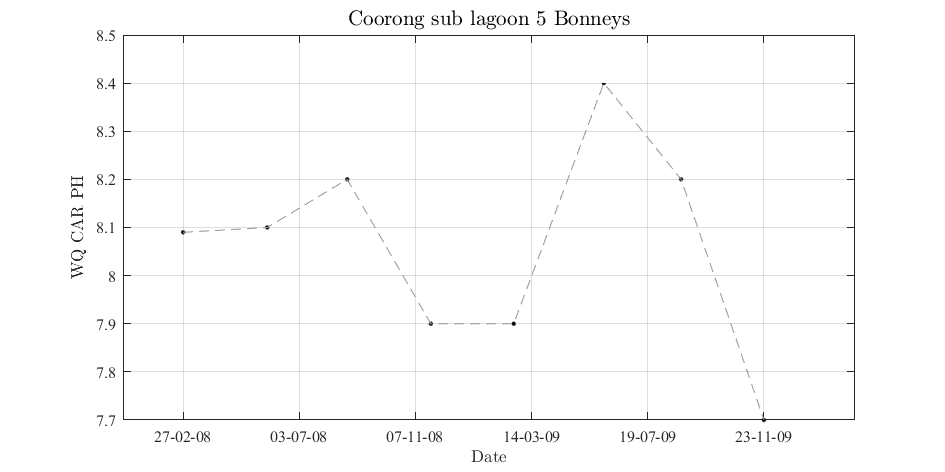 Coorong sub lagoon 5 Bonneys
8.5
8.4
8.3
8.2
8.1
8
7.9
7.8
7.7
WQ CAR PH
27-02-08 03-07-08 07-11-08 14-03-09 19-07-09 23-11-09
Date